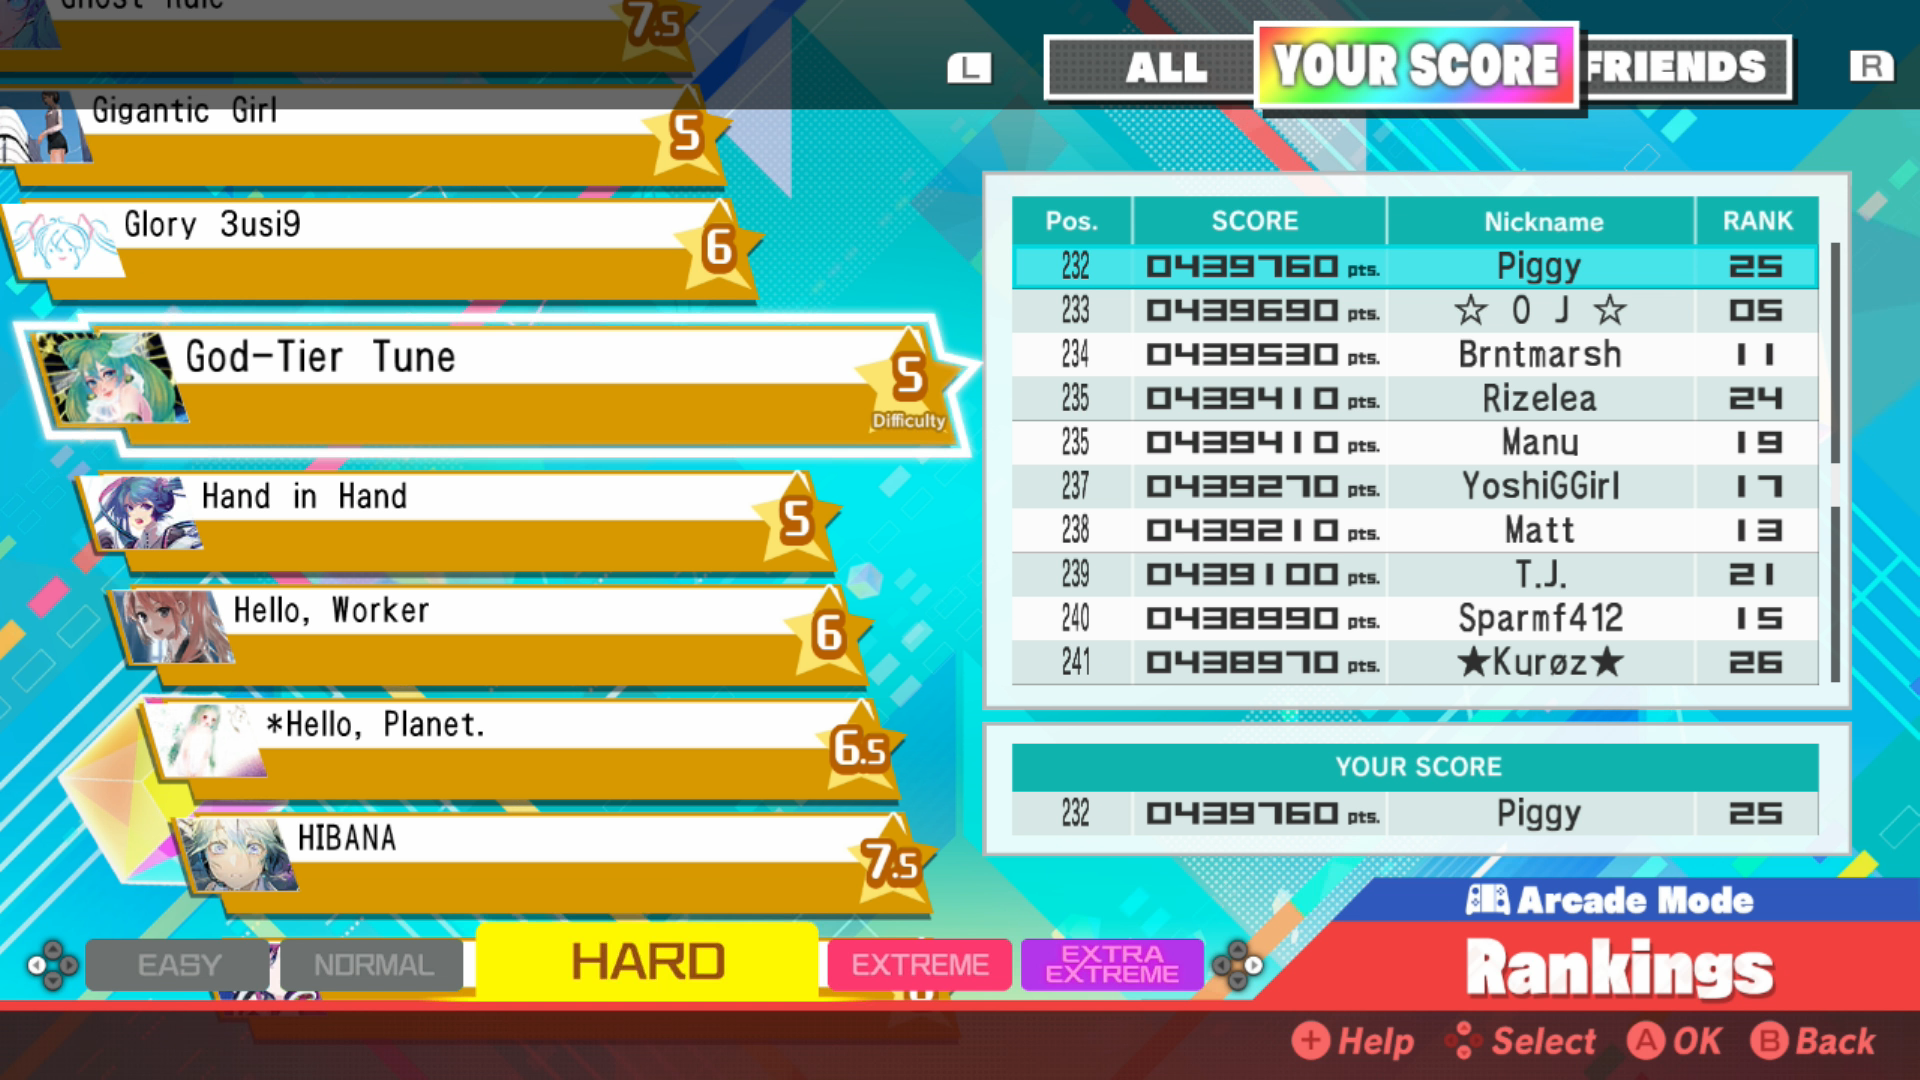 Ghost Rule
7.5
Gigantic Girl
5
Glory 3usi9
6
God-Tier Tune
5
Difficulty
Hand in Hand
5
Hello, Worker
6
*Hello, Planet.
6.5
HIBANA
7.5
EASY NORMAL HARD EXTREME EXTRA EXTREME
L ALL YOUR SCORE FRIENDS R
Pos. SCORE Nickname RANK
232 0439760 pts. Piggy 25
233 0439690 pts. ☆ O J ☆ 05
234 0439530 pts. Brntmarsh 11
235 0439410 pts. Rizelea 24
235 0439410 pts. Manu 19
237 0439270 pts. YoshiGGirl 17
238 0439210 pts. Matt 13
239 0439100 pts. T.J. 21
240 0438990 pts. Sparmf412 15
241 0438970 pts. ★Kurøz★ 26
YOUR SCORE
232 0439760 pts. Piggy 25
Arcade Mode
Rankings
+ Help Select A OK B Back